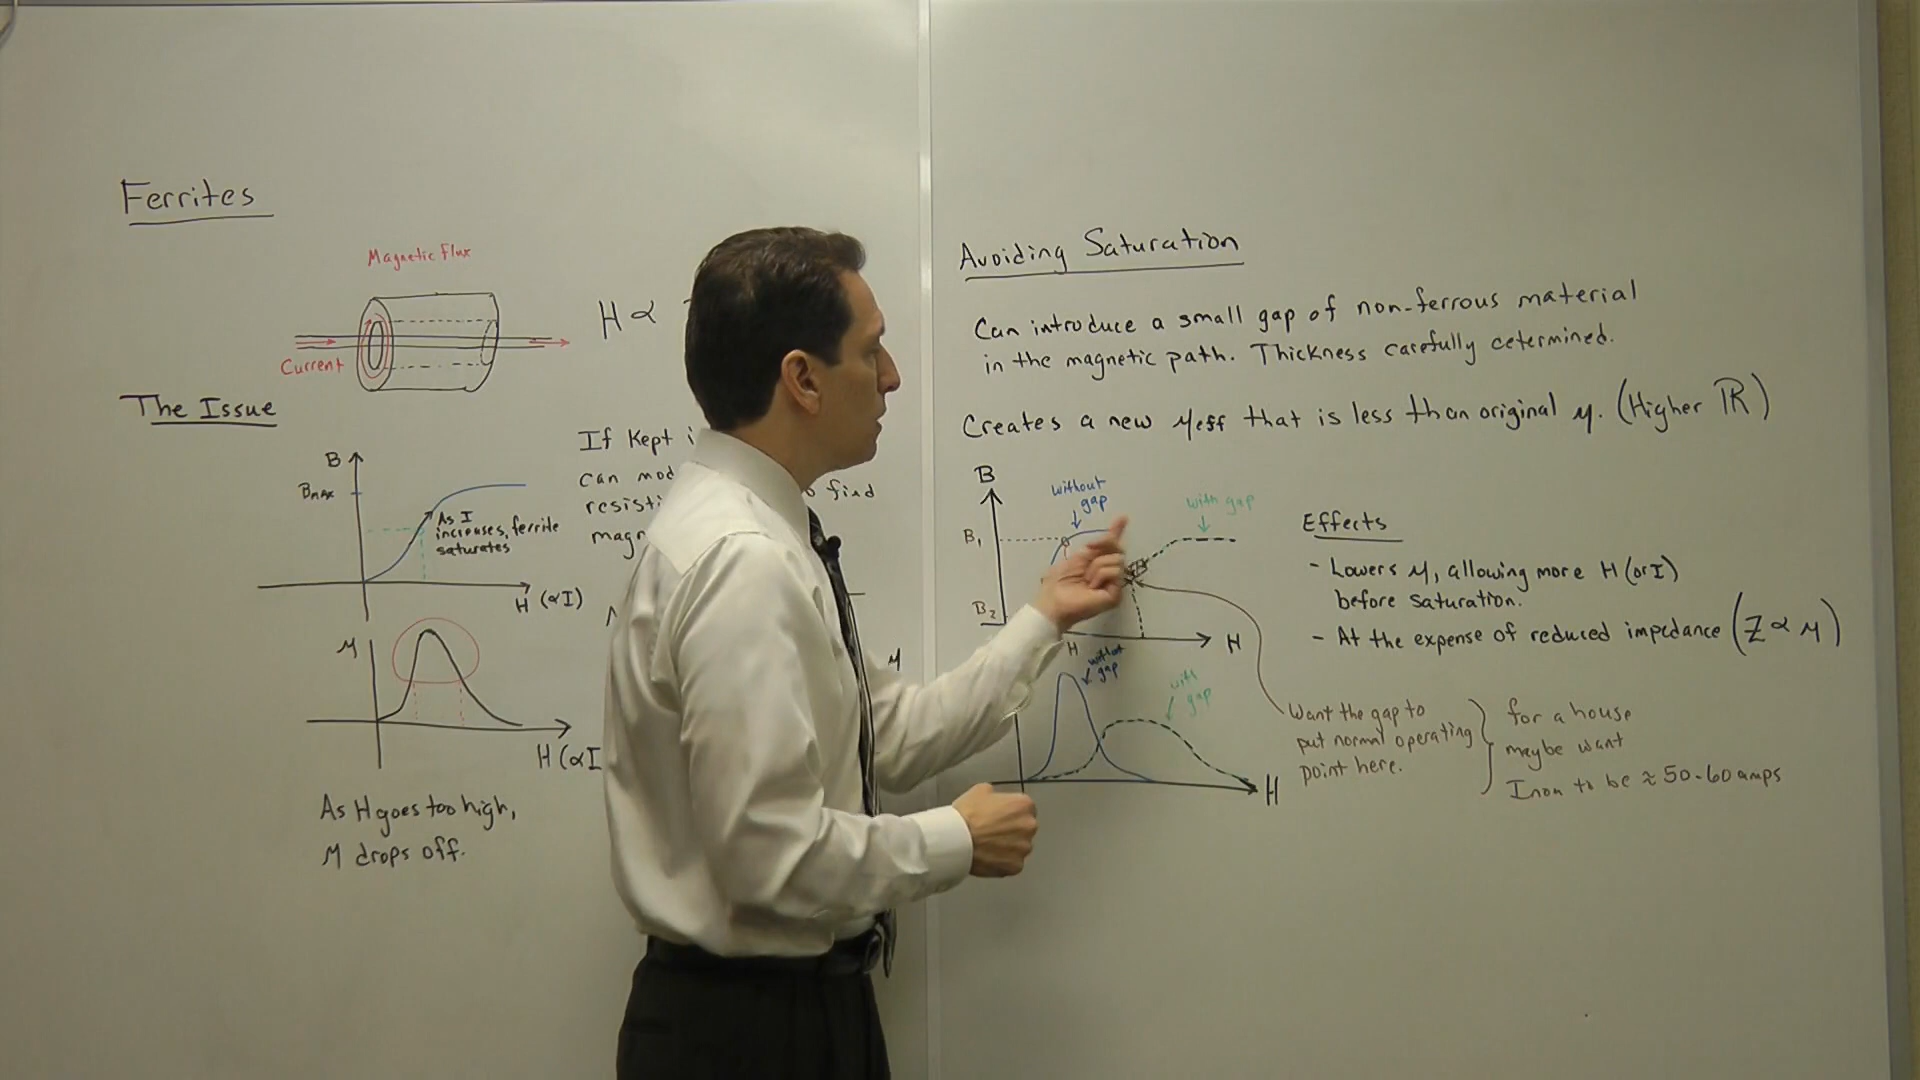 Ferrites
Magnetic Flux
Current
H α
The Issue
B
BMAX
As I
increases, ferrite
saturates
H (αI)
M
H (αI
As H goes too high,
M drops off.
If kept i
can mod
resisti
find
magn
M
Avoiding Saturation
Can introduce a small gap of non-ferrous material
in the magnetic path. Thickness carefully cetermined.
Creates a new μeff that is less than original μ. (Higher R)
B
without
gap
with gap
B1
B2
H
H
without
gap
with
gap
H
Effects
- Lowers μ, allowing more H (or I)
before saturation.
- At the expense of reduced impedance (Z α μ)
Want the gap to
put normal operating
point here.
for a house
maybe want
Inom to be ≈ 50-60 amps